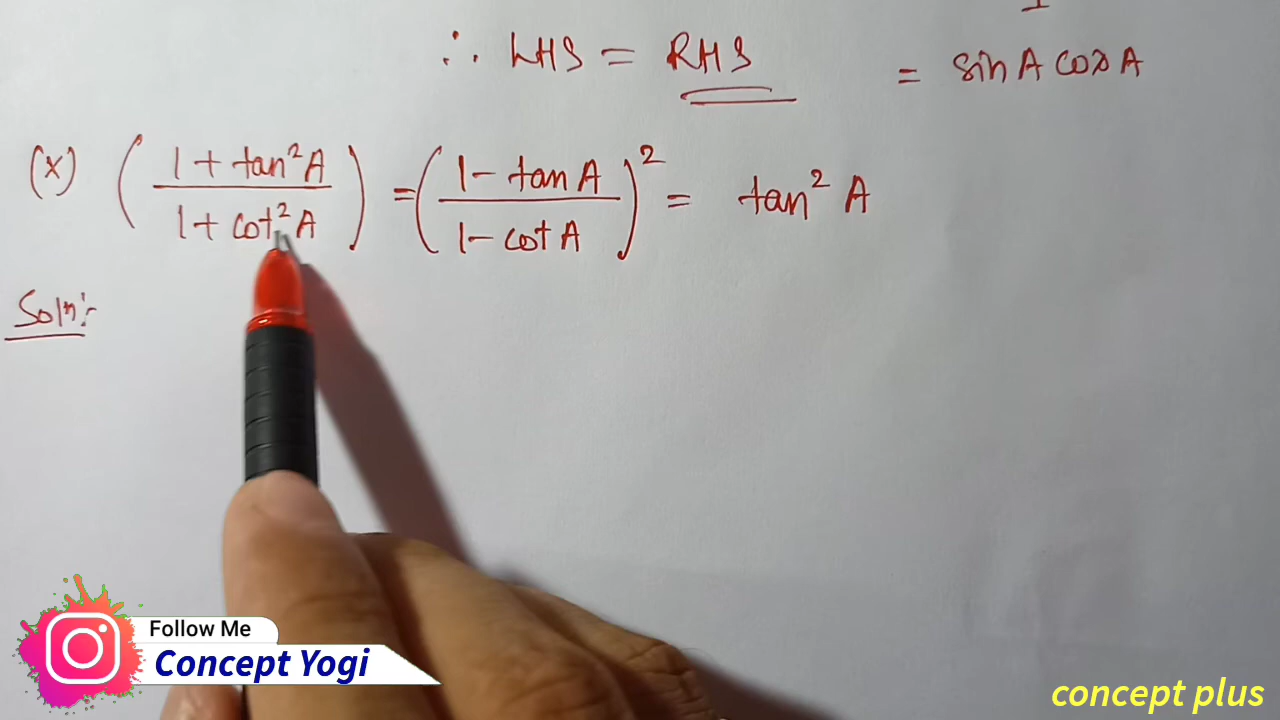 ∴ LHS = RHS
= sin A cos A
(x) ( (1 + tan²A) / (1 + cot²A) ) = ( (1 - tan A) / (1 - cot A) )² = tan² A
Soln:-
Follow Me
Concept Yogi
concept plus